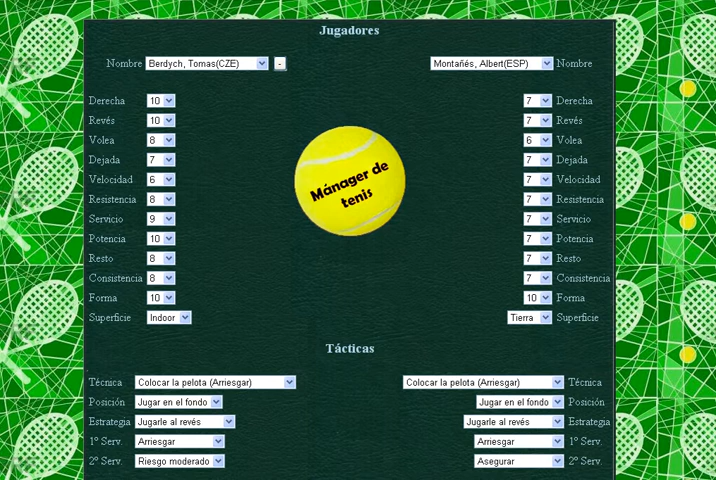 Jugadores
Nombre Berdych, Tomas(CZE) - Montañés, Albert(ESP) Nombre
Derecha 10 7 Derecha
Revés 10 7 Revés
Volea 8 6 Volea
Dejada 7 7 Dejada
Velocidad 6 7 Velocidad
Resistencia 8 7 Resistencia
Servicio 9 7 Servicio
Potencia 10 7 Potencia
Resto 8 7 Resto
Consistencia 8 7 Consistencia
Forma 10 10 Forma
Superficie Indoor Tierra Superficie
Mánager de
tenis
Tácticas
Técnica Colocar la pelota (Arriesgar) Colocar la pelota (Arriesgar) Técnica
Posición Jugar en el fondo Jugar en el fondo Posición
Estrategia Jugarle al revés Jugarle al revés Estrategia
1º Serv. Arriesgar Arriesgar 1º Serv.
2º Serv. Riesgo moderado Asegurar 2º Serv.